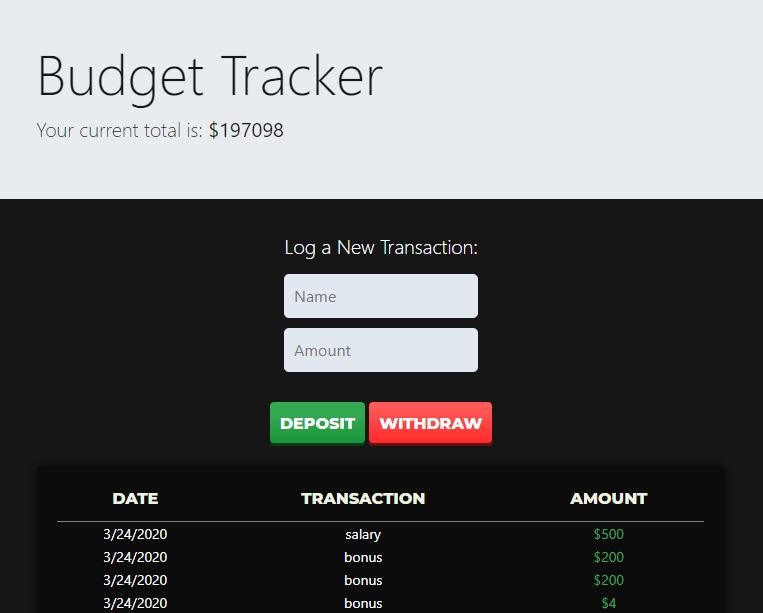 Budget Tracker
Your current total is: $197098
Log a New Transaction:
Name
Amount
DEPOSIT WITHDRAW
DATE TRANSACTION AMOUNT
3/24/2020 salary $500
3/24/2020 bonus $200
3/24/2020 bonus $200
3/24/2020 bonus $4